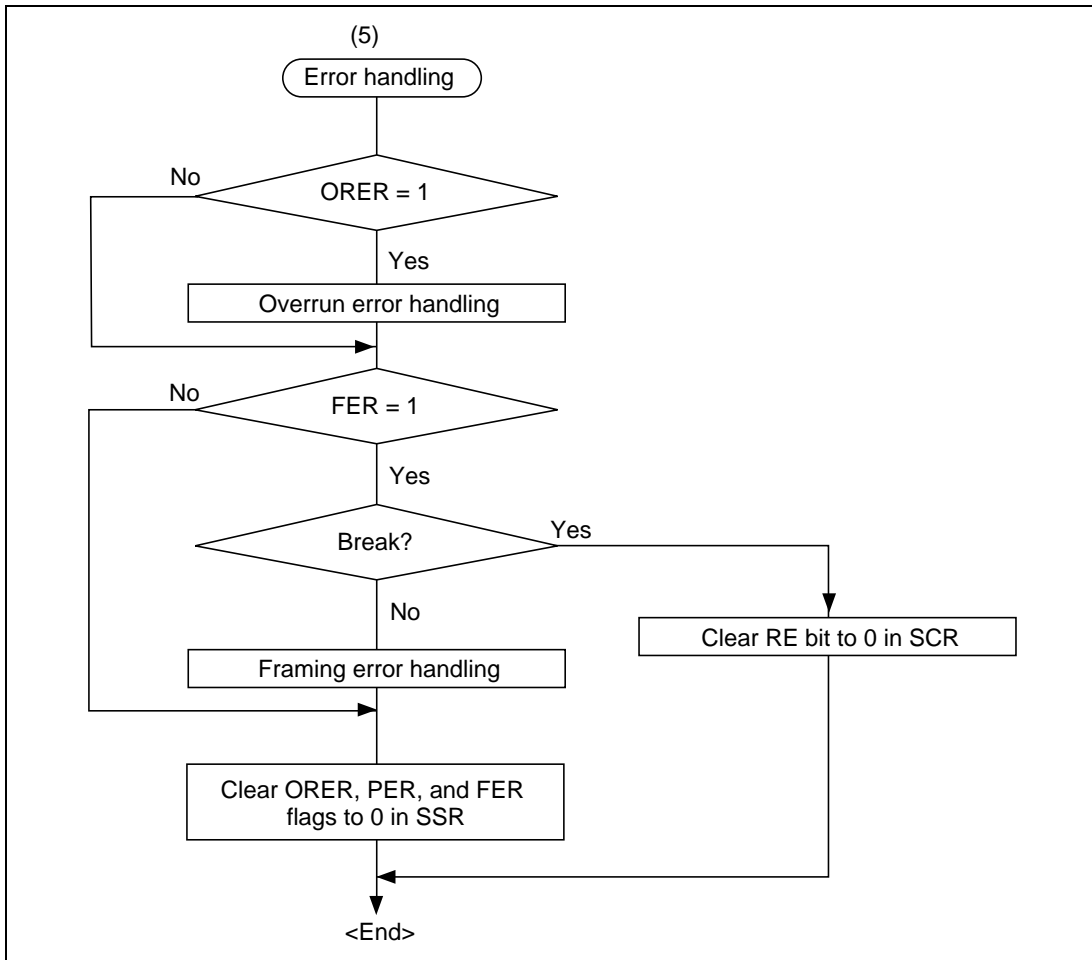 (5)
Error handling
No
ORER = 1
Yes
Overrun error handling
No
FER = 1
Yes
Break?
Yes
No
Clear RE bit to 0 in SCR
Framing error handling
Clear ORER, PER, and FER
flags to 0 in SSR
<End>